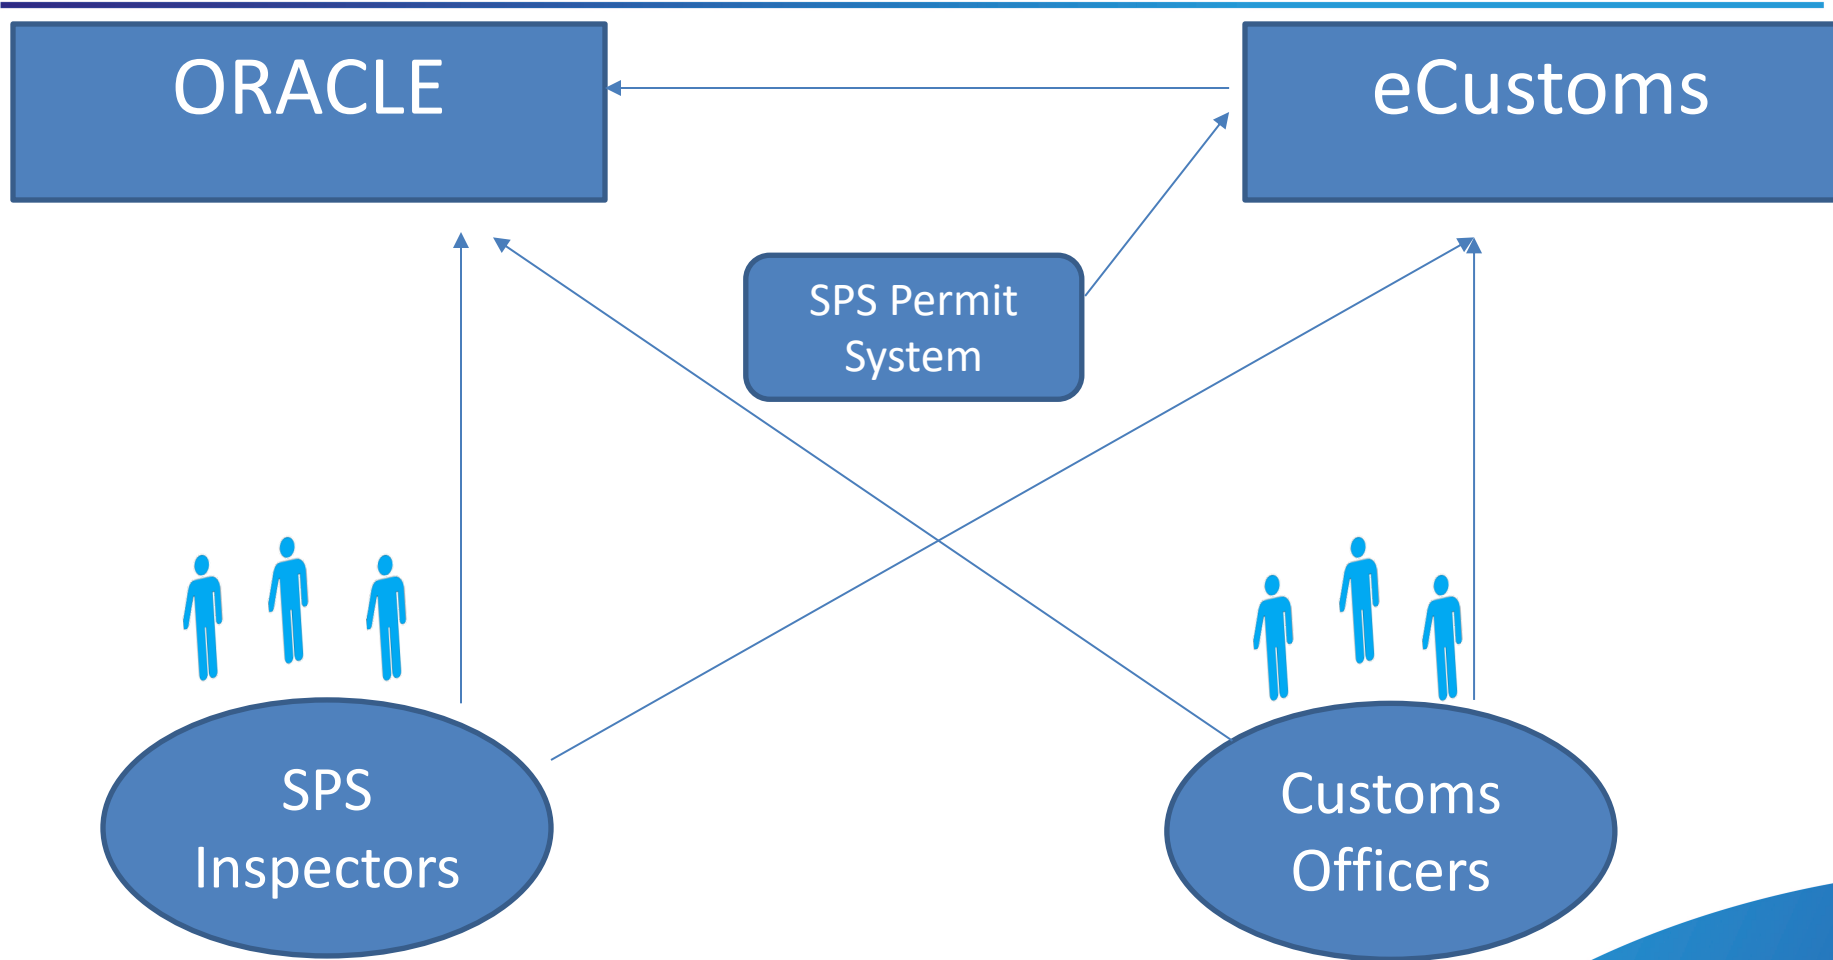 ORACLE
eCustoms
SPS Permit
System
SPS
Inspectors
Customs
Officers